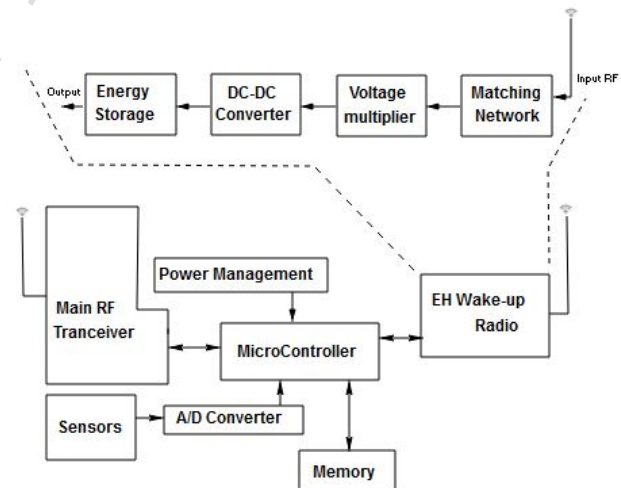 Input RF
Output
Energy
Storage
DC-DC
Converter
Voltage
multiplier
Matching
Network
Power Management
EH Wake-up
Radio
Main RF
Tranceiver
MicroController
Sensors
A/D Converter
Memory